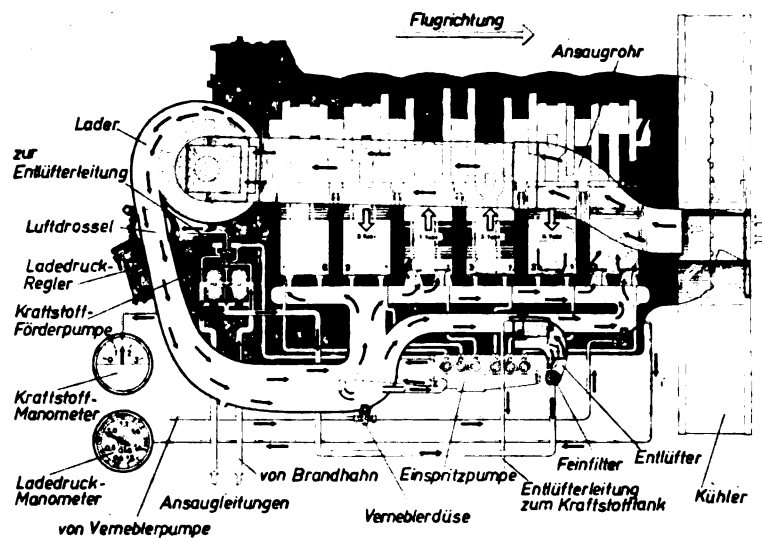 Flugrichtung
Ansaugrohr
Lader
zur
Entlüfterleitung
Luftdrossel
Ladedruck-
Regler
Kraftstoff-
Förderpumpe
Kraftstoff-
Manometer
Ladedruck-
Manometer
von Verneblerpumpe
Ansaugleitungen
von Brandhahn
Verneblerdüse
Einspritzpumpe
Entlüfterleitung
zum Kraftstofftank
Feinfilter
Entlüfter
Kühler